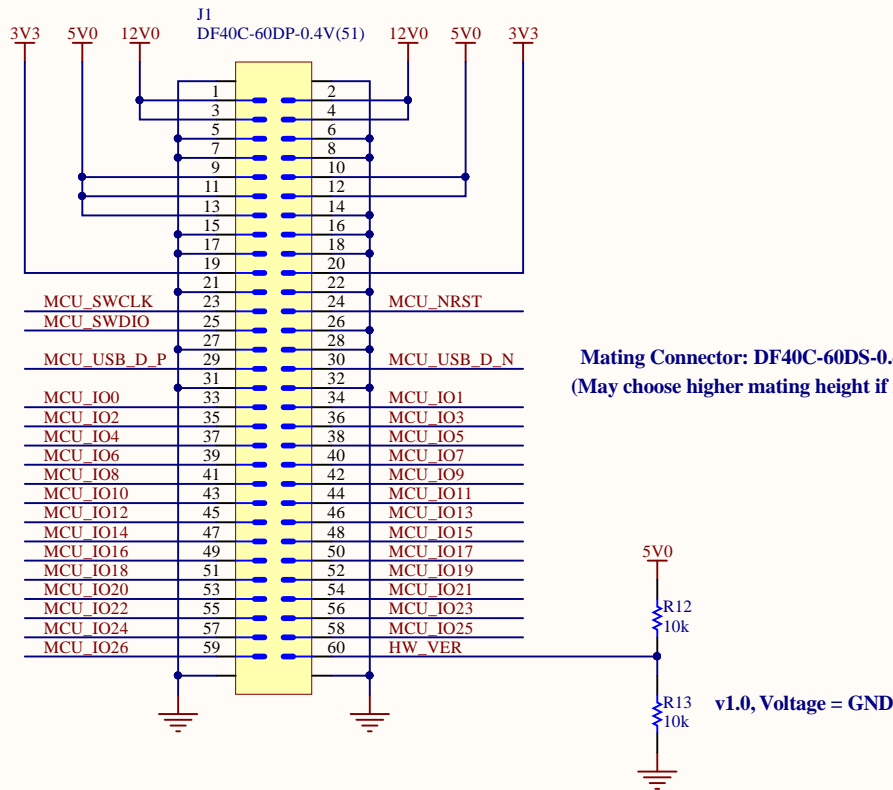 J1
DF40C-60DP-0.4V(51)
3V3 5V0 12V0 12V0 5V0 3V3
1 2
3 4
5 6
7 8
9 10
11 12
13 14
15 16
17 18
19 20
21 22
MCU_SWCLK 23 24 MCU_NRST
MCU_SWDIO 25 26
27 28
MCU_USB_D_P 29 30 MCU_USB_D_N
31 32
MCU_IO0 33 34 MCU_IO1
MCU_IO2 35 36 MCU_IO3
MCU_IO4 37 38 MCU_IO5
MCU_IO6 39 40 MCU_IO7
MCU_IO8 41 42 MCU_IO9
MCU_IO10 43 44 MCU_IO11
MCU_IO12 45 46 MCU_IO13
MCU_IO14 47 48 MCU_IO15
MCU_IO16 49 50 MCU_IO17
MCU_IO18 51 52 MCU_IO19
MCU_IO20 53 54 MCU_IO21
MCU_IO22 55 56 MCU_IO23
MCU_IO24 57 58 MCU_IO25
MCU_IO26 59 60 HW_VER
Mating Connector: DF40C-60DS-0.
(May choose higher mating height if
5V0
R12
10k
R13
10k
v1.0, Voltage = GND